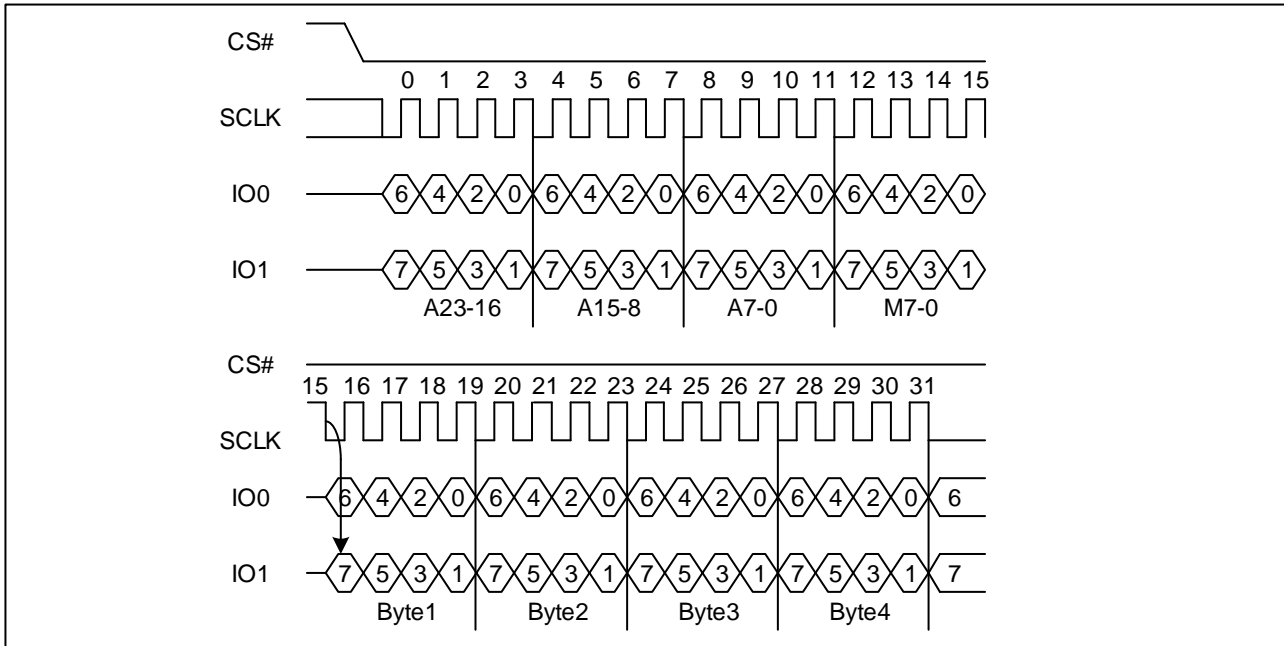 CS#
0 1 2 3 4 5 6 7 8 9 10 11 12 13 14 15
SCLK
IO0 6 4 2 0 6 4 2 0 6 4 2 0 6 4 2 0
IO1 7 5 3 1 7 5 3 1 7 5 3 1 7 5 3 1
A23-16 A15-8 A7-0 M7-0
CS#
15 16 17 18 19 20 21 22 23 24 25 26 27 28 29 30 31
SCLK
IO0 6 4 2 0 6 4 2 0 6 4 2 0 6 4 2 0 6
IO1 7 5 3 1 7 5 3 1 7 5 3 1 7 5 3 1 7
Byte1 Byte2 Byte3 Byte4